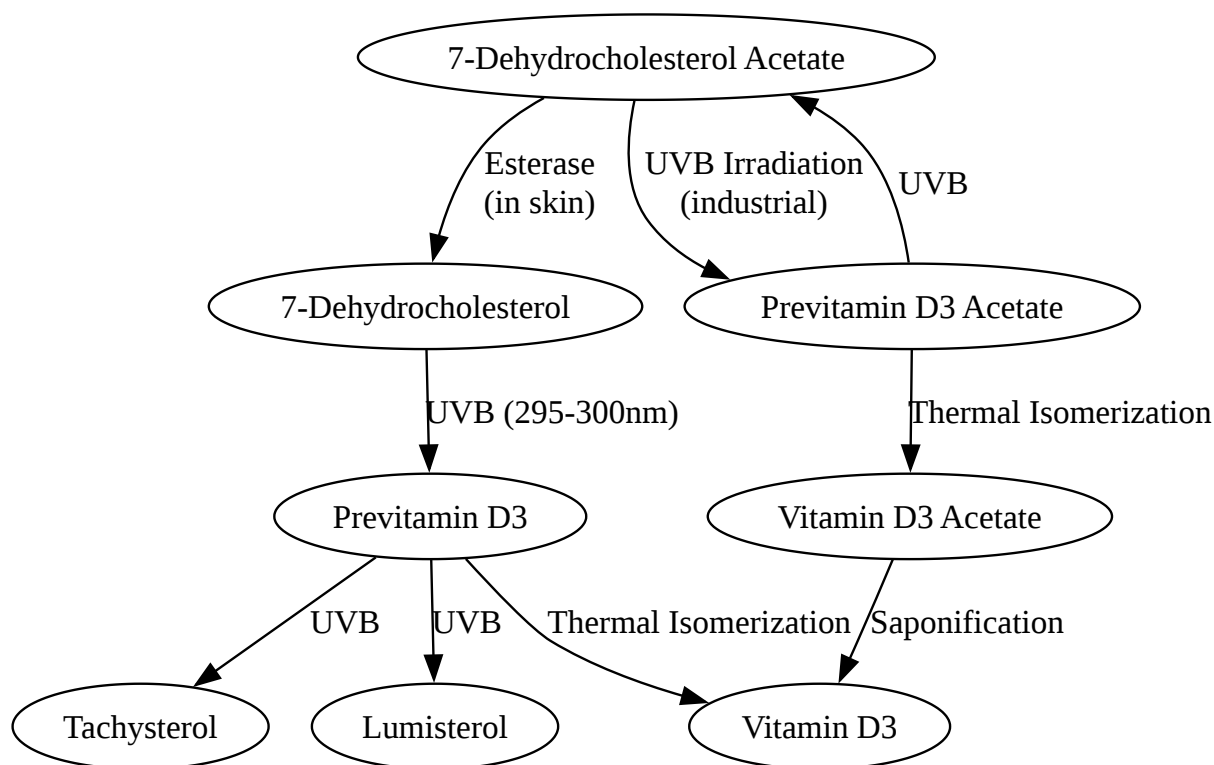 7-Dehydrocholesterol Acetate
Esterase
(in skin)
UVB Irradiation
(industrial)
UVB
7-Dehydrocholesterol
Previtamin D3 Acetate
UVB (295-300nm)
Thermal Isomerization
Previtamin D3
Vitamin D3 Acetate
UVB
UVB
Thermal Isomerization
Saponification
Tachysterol
Lumisterol
Vitamin D3